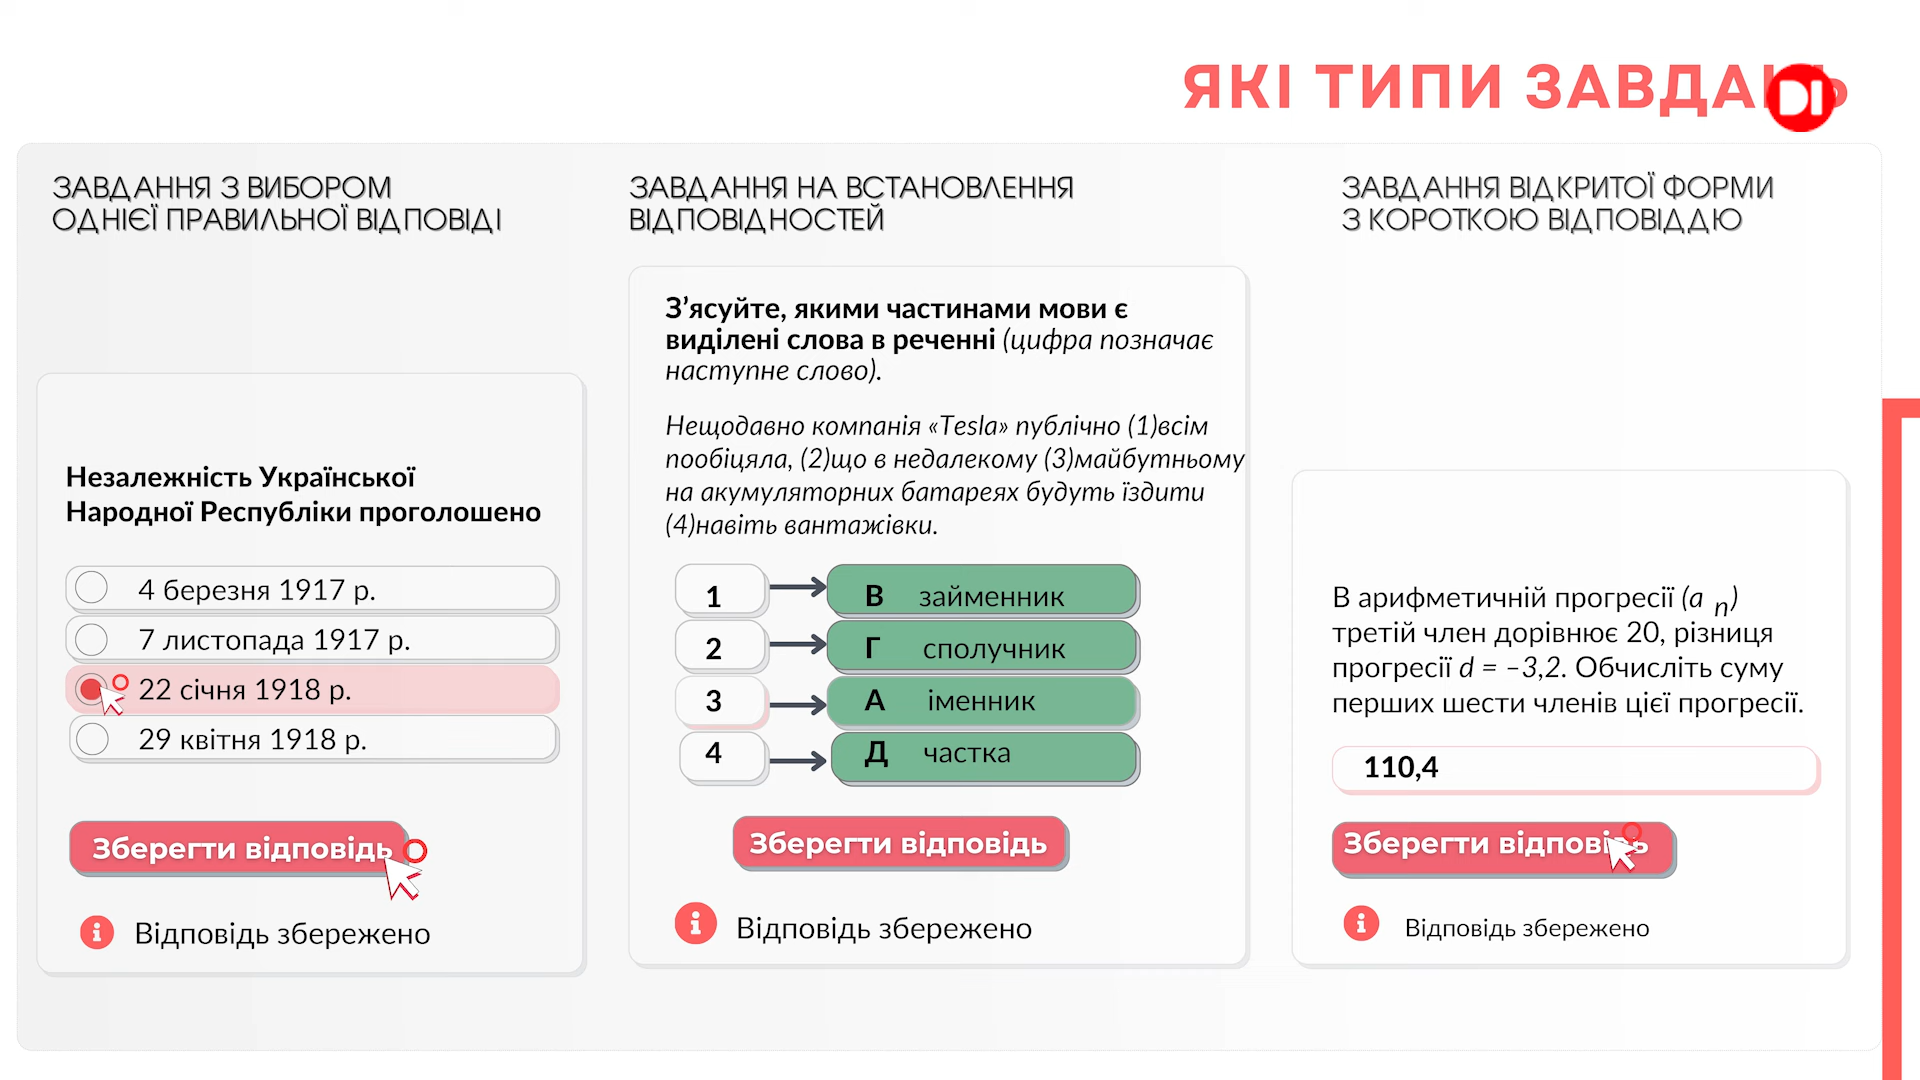 ЯКІ ТИПИ ЗАВДАНЬ
DI
ЗАВДАННЯ З ВИБОРОМ
ОДНІЄЇ ПРАВИЛЬНОЇ ВІДПОВІДІ
Незалежність Української
Народної Республіки проголошено
4 березня 1917 р.
7 листопада 1917 р.
22 січня 1918 р.
29 квітня 1918 р.
Зберегти відповідь
Відповідь збережено
ЗАВДАННЯ НА ВСТАНОВЛЕННЯ
ВІДПОВІДНОСТЕЙ
З’ясуйте, якими частинами мови є
виділені слова в реченні (цифра позначає
наступне слово).
Нещодавно компанія «Tesla» публічно (1)всім
пообіцяла, (2)що в недалекому (3)майбутньому
на акумуляторних батареях будуть їздити
(4)навіть вантажівки.
1 В займенник
2 Г сполучник
3 А іменник
4 Д частка
Зберегти відповідь
Відповідь збережено
ЗАВДАННЯ ВІДКРИТОЇ ФОРМИ
З КОРОТКОЮ ВІДПОВІДДЮ
В арифметичній прогресії (a n)
третій член дорівнює 20, різниця
прогресії d = –3,2. Обчисліть суму
перших шести членів цієї прогресії.
110,4
Зберегти відповідь
Відповідь збережено